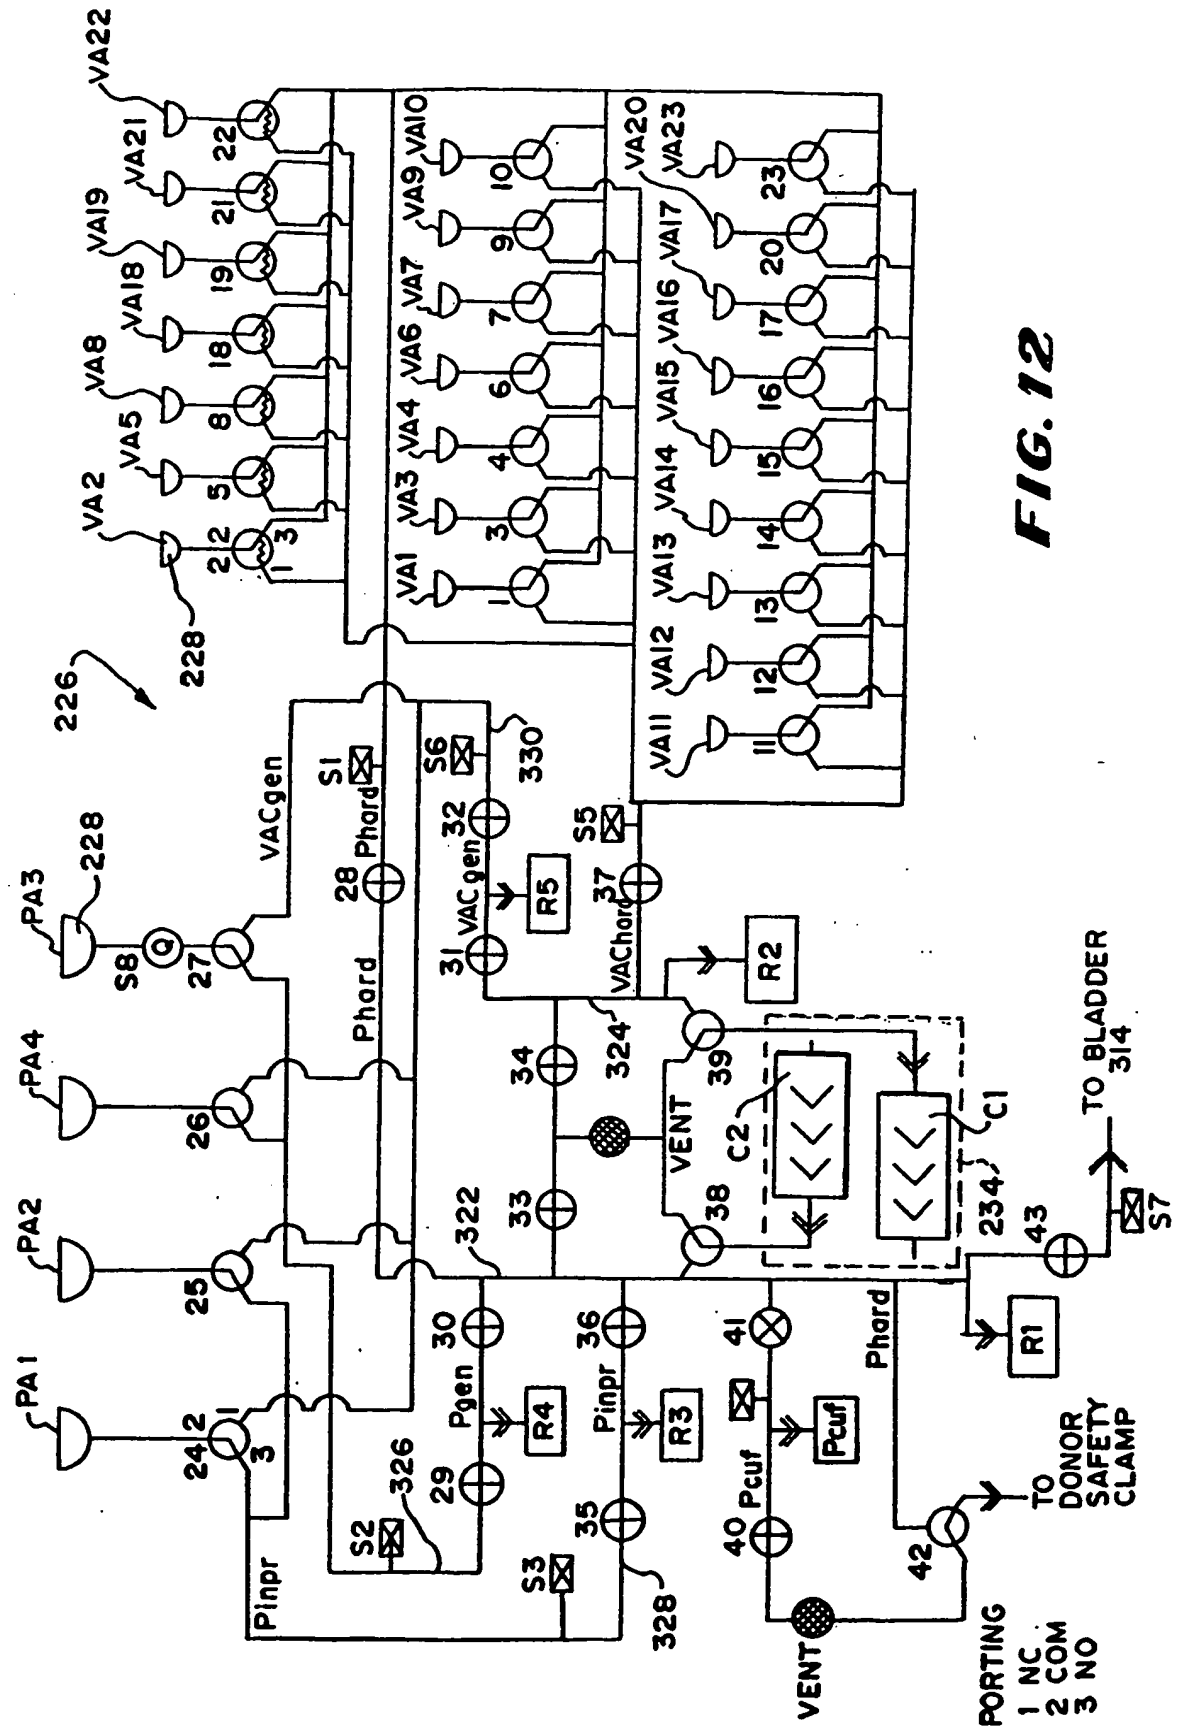 226
PA1
PA2
PA4
PA3
228
S8
Q
24
2
1
3
25
26
27
Pinpr
VACgen
VA2
VA5
VA8
VA18
VA19
VA21
VA22
228
2
2
1
3
5
8
18
19
21
22
S2
326
Phard
28
Phard
S1
322
VA1
VA3
VA4
VA6
VA7
VA9
VA10
1
3
4
6
7
9
10
29
Pgen
30
R4
31
VACgen
32
S6
330
R5
S3
328
35
Pinpr
36
R3
33
34
324
VENT
VAChard
37
S5
R2
VA11
VA12
VA13
VA14
VA15
VA16
VA17
VA20
VA23
11
12
13
14
15
16
17
20
23
38
39
C2
C1
234
40
Pcuf
41
Pcuf
VENT
Phard
42
TO
DONOR
SAFETY
CLAMP
R1
43
S7
TO BLADDER
314
PORTING
1 NC
2 COM
3 NO
FIG. 12